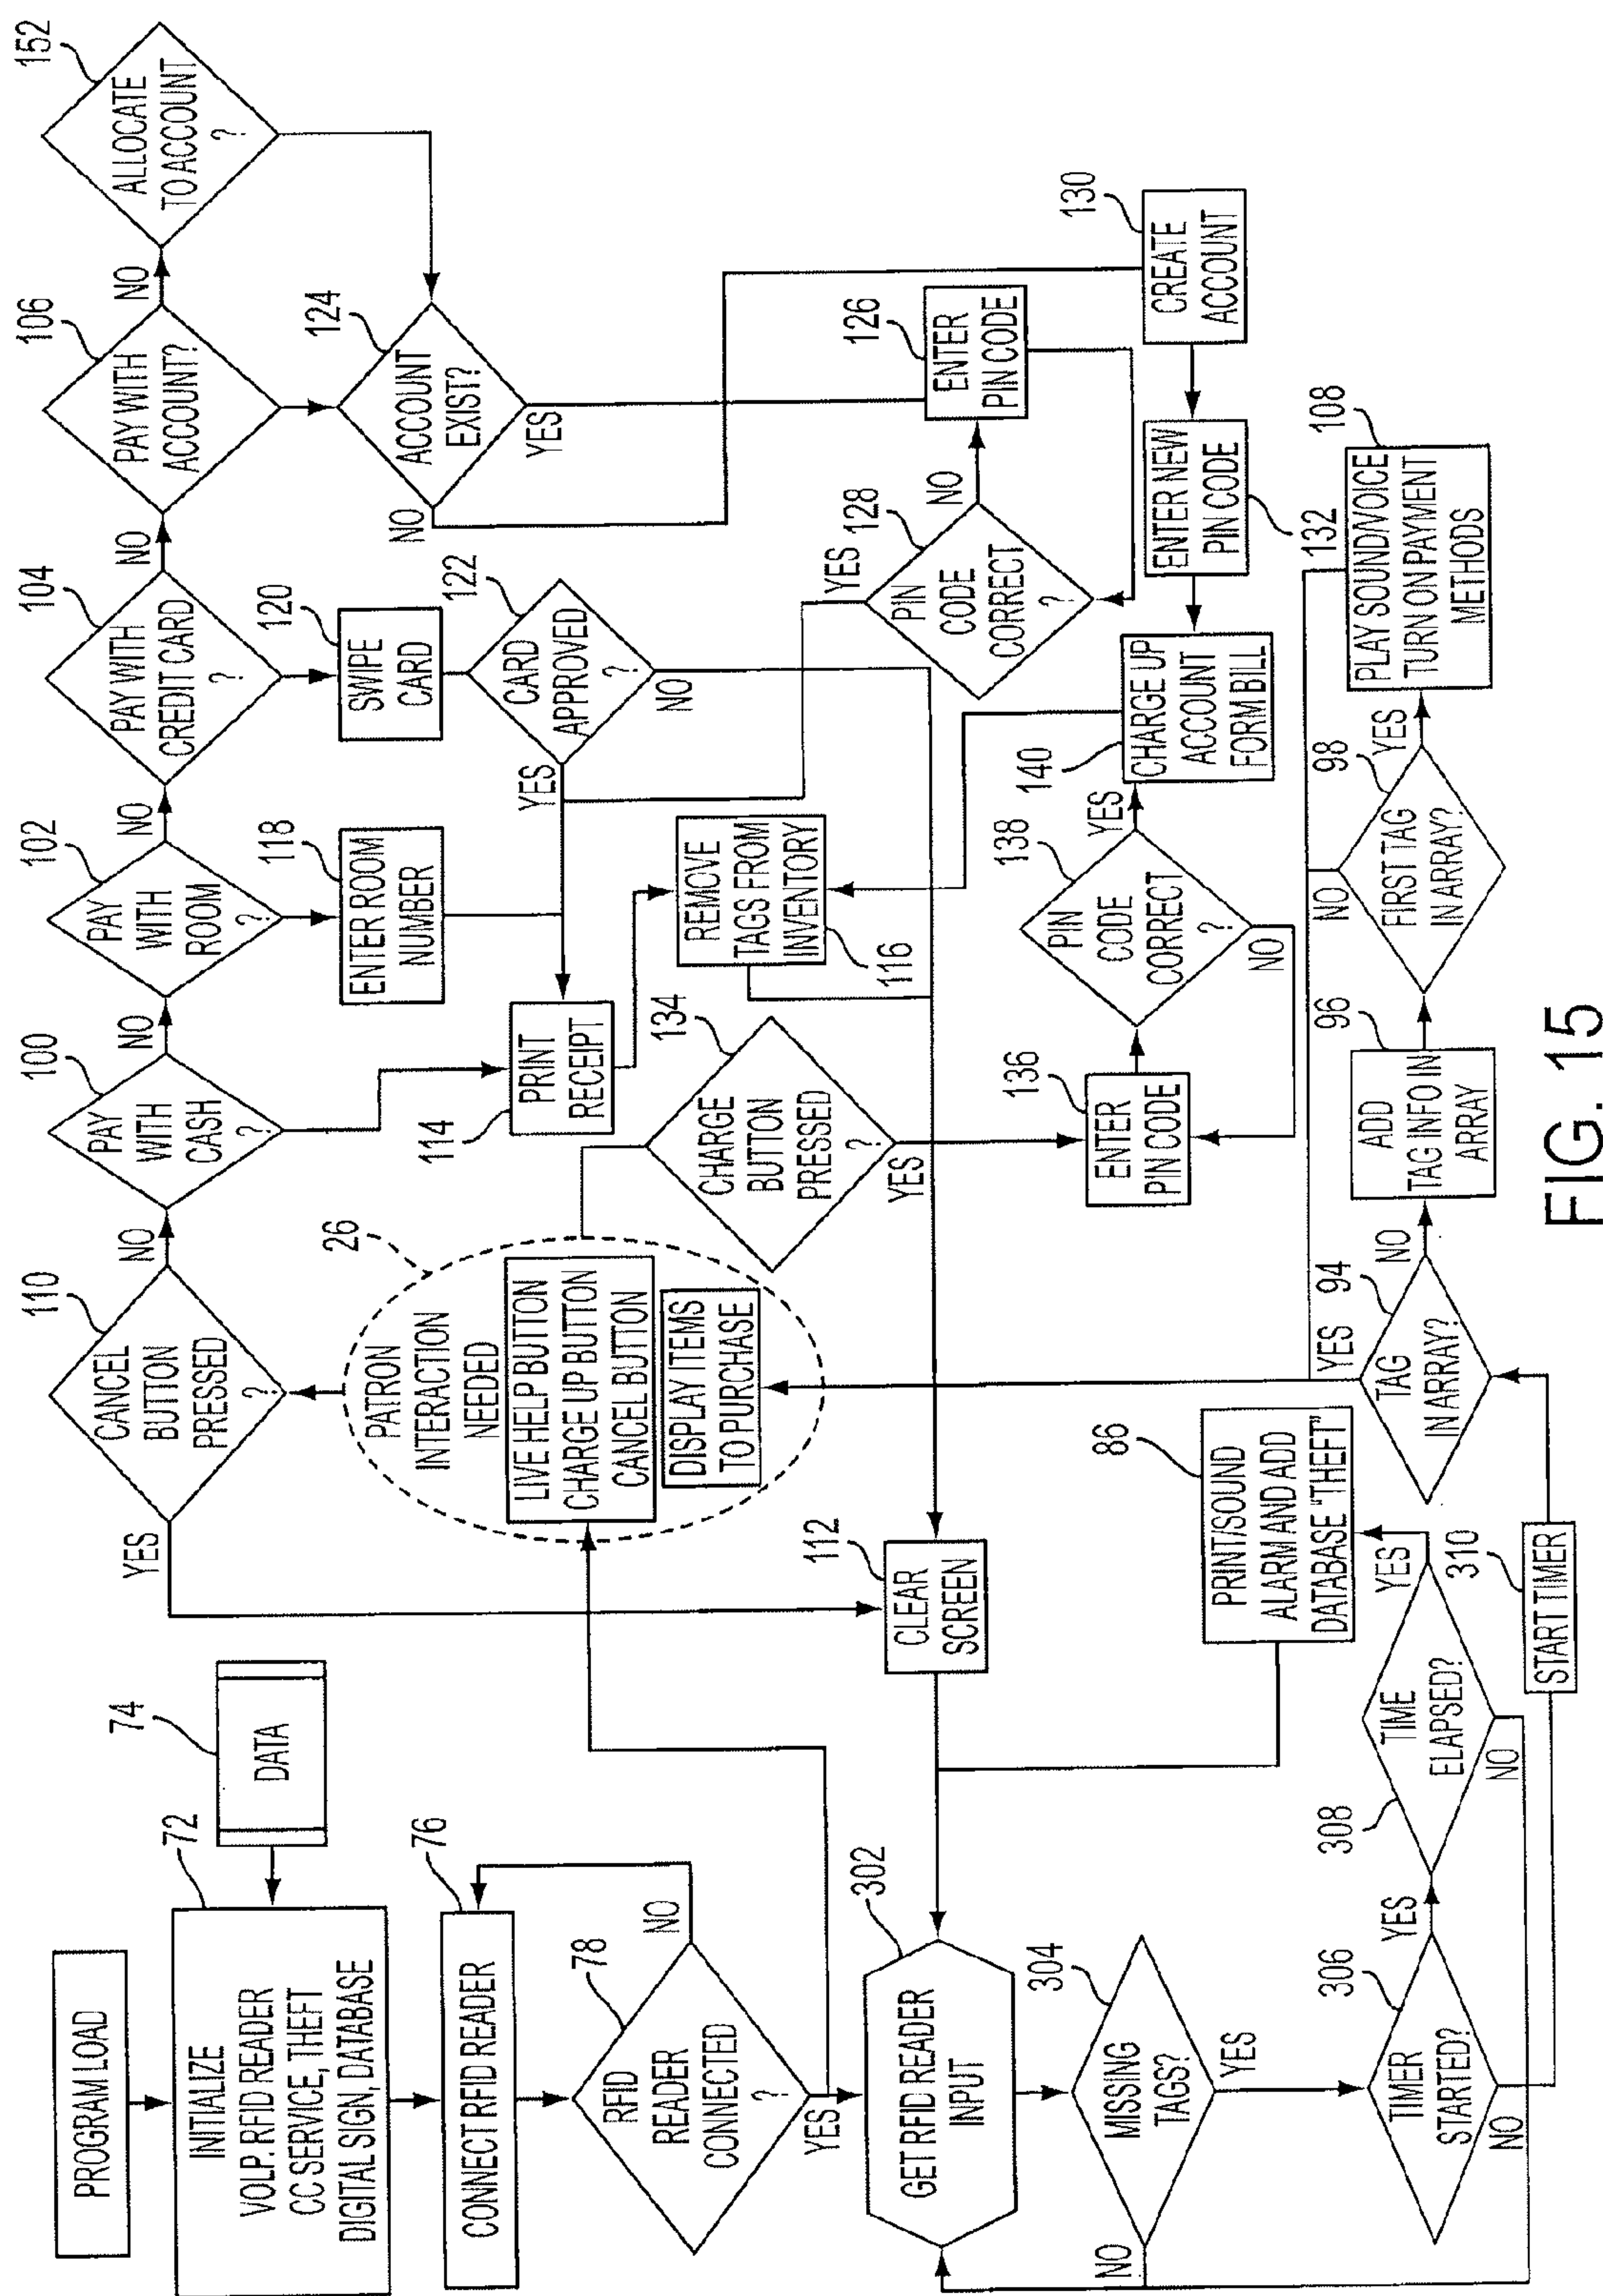 PROGRAM LOAD
72
74
INITIALIZE
VOLP. RFID READER
CC SERVICE, THEFT
DIGITAL SIGN, DATABASE
DATA
76
CONNECT RFID READER
78
RFID
READER
CONNECTED
?
NO
YES
302
GET RFID READER
INPUT
304
MISSING
TAGS?
NO
YES
306
TIMER
STARTED?
YES
NO
308
TIME
ELAPSED?
YES
NO
310
START TIMER
86
PRINT/SOUND
ALARM AND ADD
DATABASE "THEFT"
112
CLEAR
SCREEN
110
CANCEL
BUTTON
PRESSED
?
YES
NO
26
PATRON
INTERACTION
NEEDED
LIVE HELP BUTTON
CHARGE UP BUTTON
CANCEL BUTTON
DISPLAY ITEMS
TO PURCHASE
94
TAG
IN ARRAY?
YES
NO
96
ADD
TAG INFO IN
ARRAY
98
FIRST TAG
IN ARRAY?
NO
YES
108
PLAY SOUND/VOICE
TURN ON PAYMENT
METHODS
100
PAY
WITH
CASH
?
NO
102
PAY
WITH
ROOM
?
NO
104
PAY WITH
CREDIT CARD
?
NO
106
PAY WITH
ACCOUNT?
NO
152
ALLOCATE
TO ACCOUNT
?
114
PRINT
RECEIPT
118
ENTER ROOM
NUMBER
120
SWIPE
CARD
122
CARD
APPROVED
?
YES
NO
124
ACCOUNT
EXIST?
NO
YES
116
REMOVE
TAGS FROM
INVENTORY
134
CHARGE
BUTTON
PRESSED
?
YES
136
ENTER
PIN CODE
138
PIN
CODE
CORRECT
?
YES
NO
140
CHARGE UP
ACCOUNT
FORM BILL
128
PIN
CODE
CORRECT
?
YES
NO
126
ENTER
PIN CODE
130
CREATE
ACCOUNT
132
ENTER NEW
PIN CODE
FIG. 15